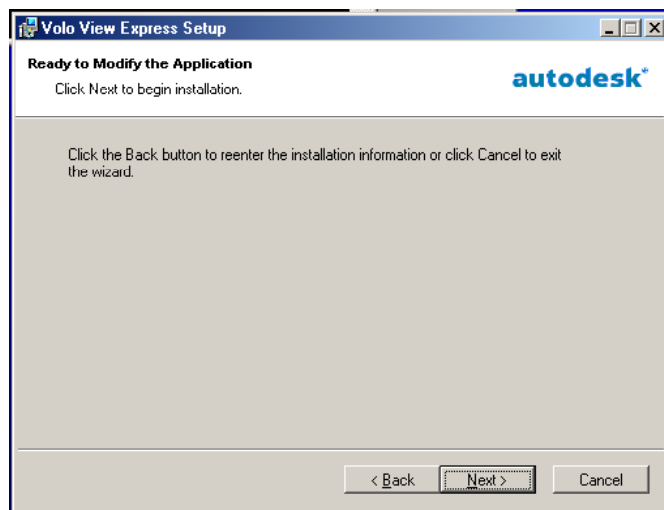 Volo View Express Setup
Ready to Modify the Application
Click Next to begin installation.
autodesk
Click the Back button to reenter the installation information or click Cancel to exit
the wizard.
< Back
Next >
Cancel